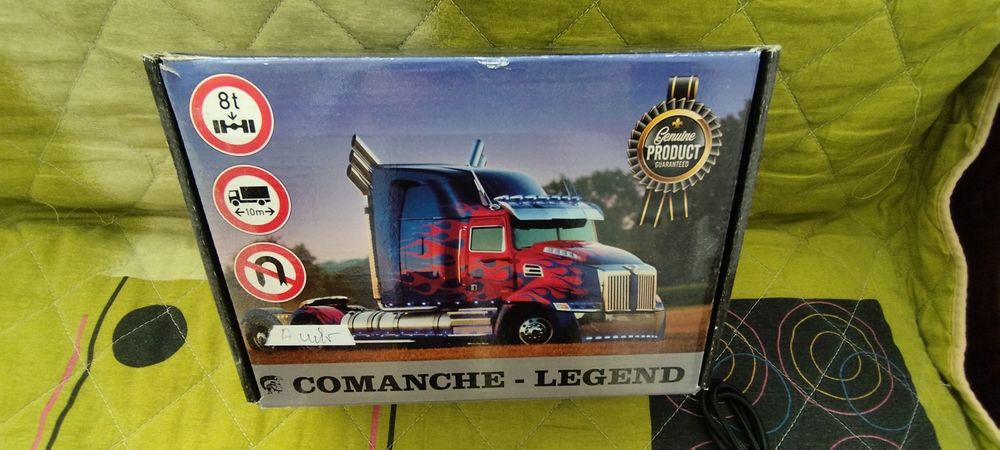 8t
10m
Genuine
PRODUCT
GUARANTEED
COMANCHE - LEGEND